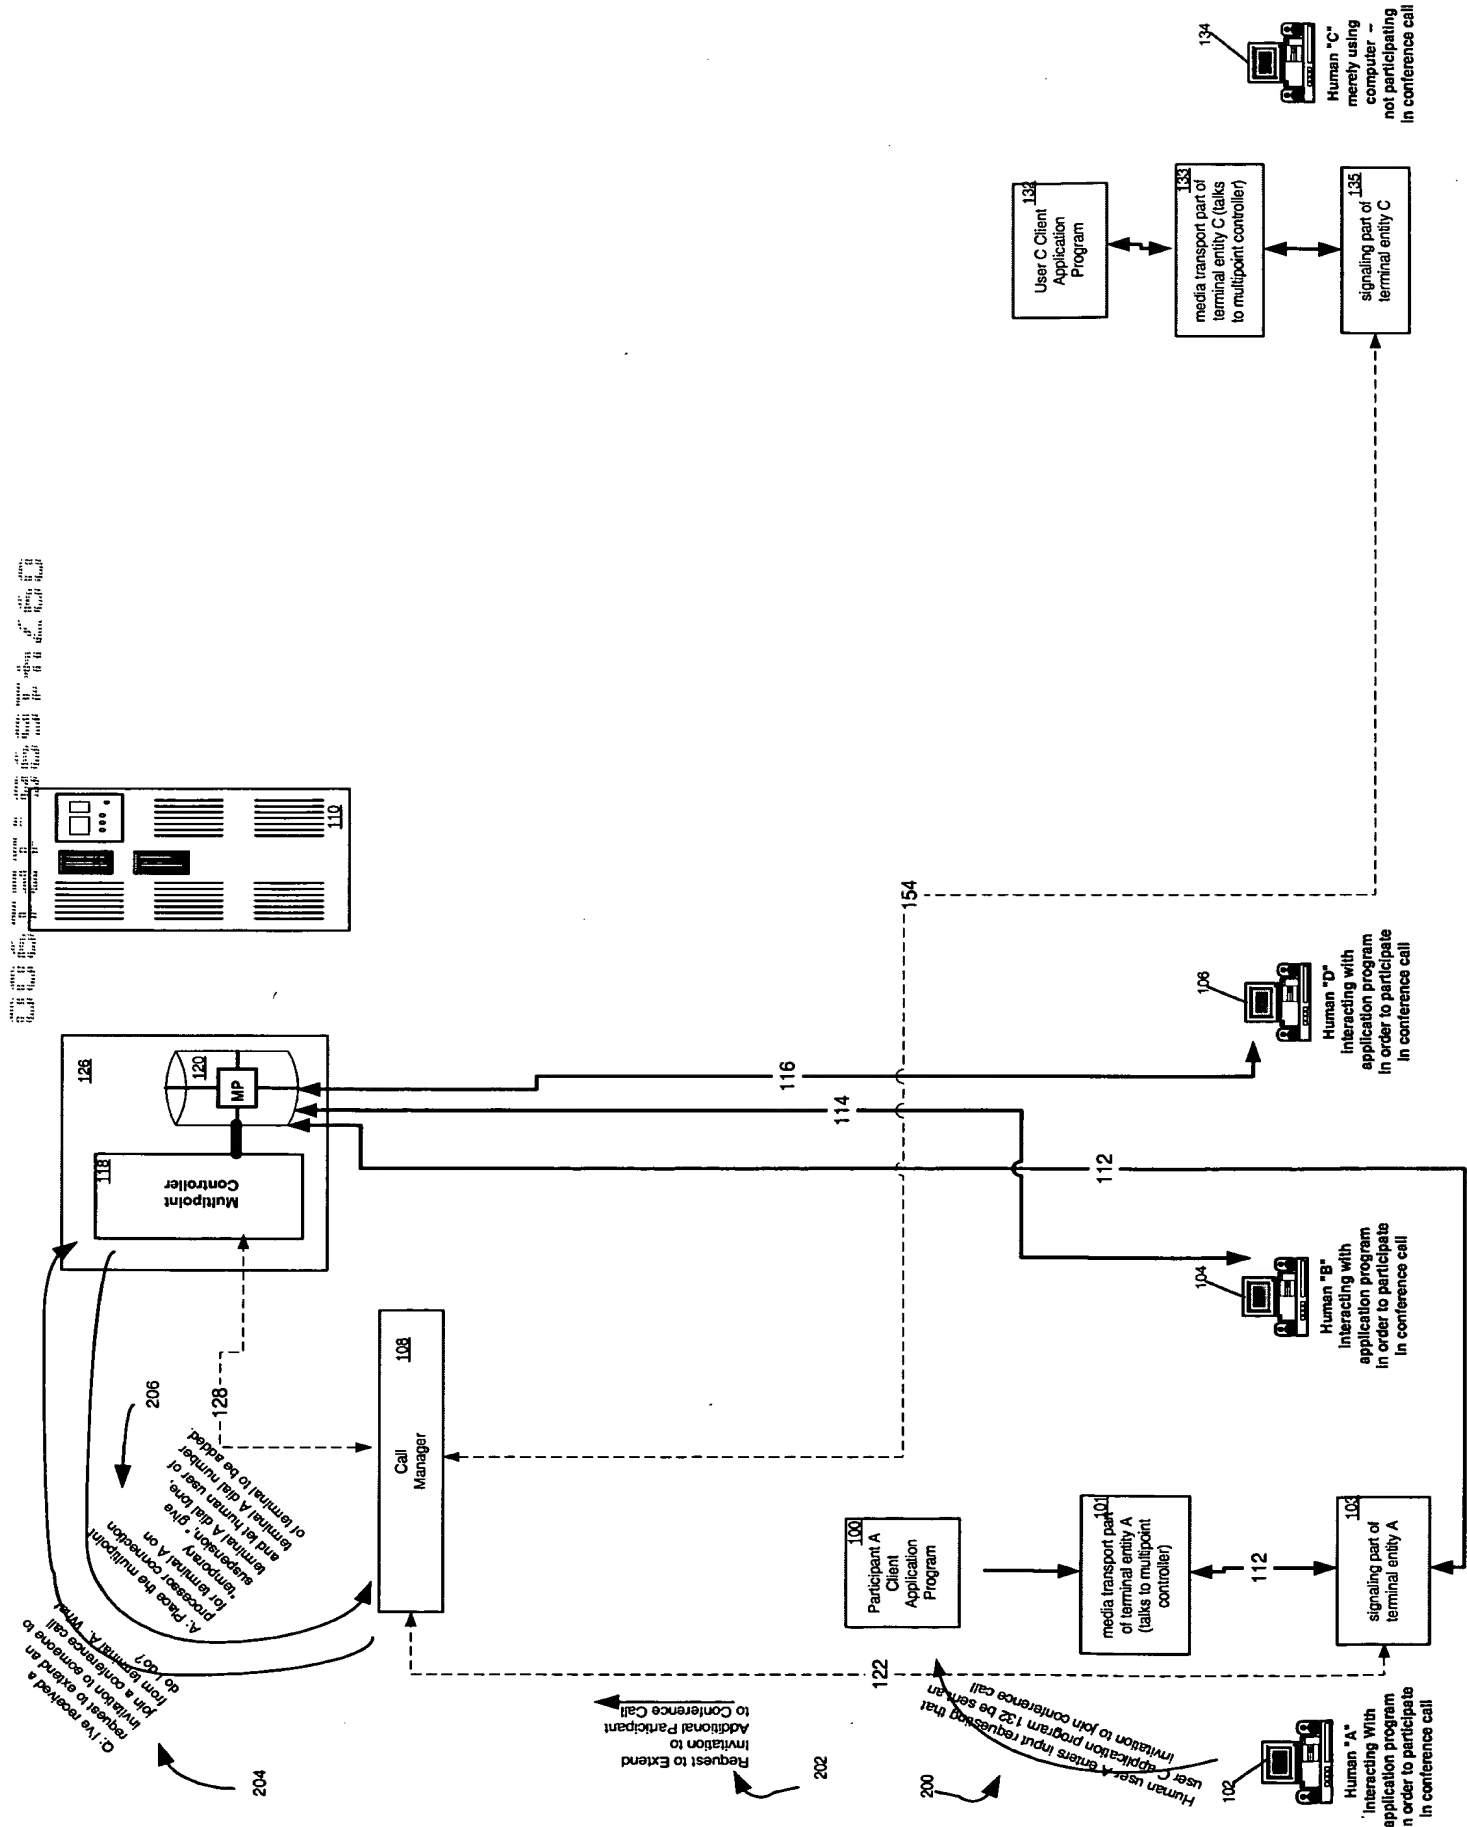 126
120
MP
118
Multipoint
Controller
110
204
Q: I've received a
request to extend an
invitation to someone to
join a conference call
from terminal A. What
do I do?
206
A: Place the multipoint
processor connection
for terminal A on
"temporary
suspension," give
terminal A dial tone,
and let human user of
terminal A dial number
of terminal to be added.
128
108
Call
Manager
202
Request to Extend
Invitation to
Additional Participant
to Conference Call
122
200
Human user A enters input requesting that
user C application program 132 be sent an
invitation to join conference call
100
Participant A
Client
Application
Program
101
media transport part
of terminal entity A
(talks to multipoint
controller)
112
103
signaling part of
terminal entity A
112
114
116
154
132
User C Client
Application
Program
133
media transport part of
terminal entity C (talks
to multipoint controller)
135
signaling part of
terminal entity C
102
Human "A"
Interacting With
application program
n order to participate
In conference call
104
Human "B"
Interacting with
application program
In order to participate
In conference call
106
Human "D"
Interacting with
application program
In order to participate
In conference call
134
Human "C"
merely using
computer –
not participating
In conference call